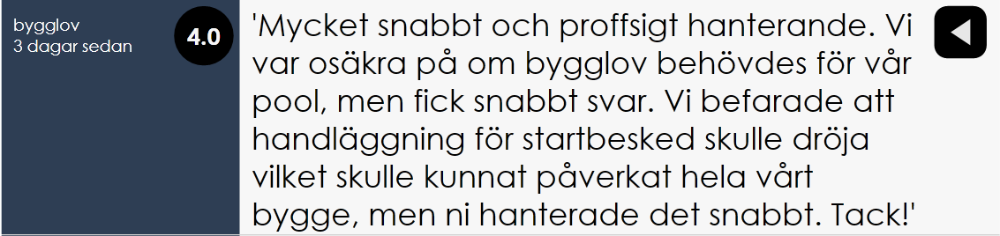 bygglov
3 dagar sedan
4.0
'Mycket snabbt och proffsigt hanterande. Vi
var osäkra på om bygglov behövdes för vår
pool, men fick snabbt svar. Vi befarade att
handläggning för startbesked skulle dröja
vilket skulle kunnat påverkat hela vårt
bygge, men ni hanterade det snabbt. Tack!'